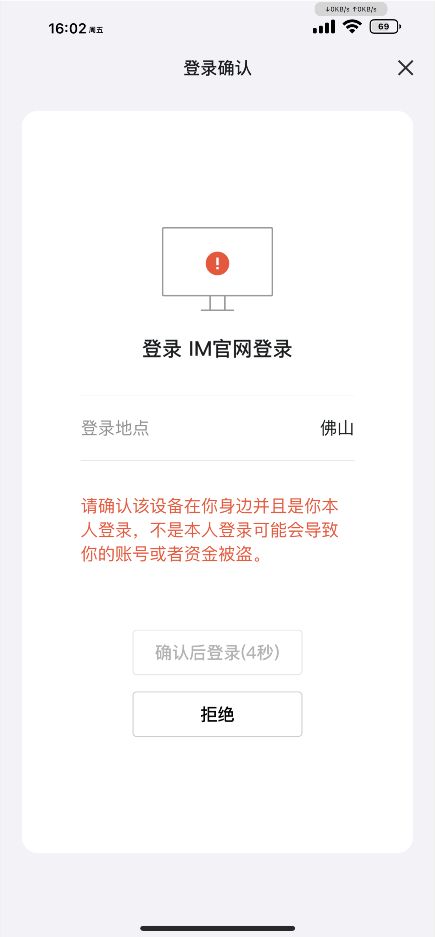 ↓0KB/s ↑0KB/s
16:02 周五
69
登录确认
登录 IM官网登录
登录地点
佛山
请确认该设备在你身边并且是你本
人登录，不是本人登录可能会导致
你的账号或者资金被盗。
确认后登录(4秒)
拒绝